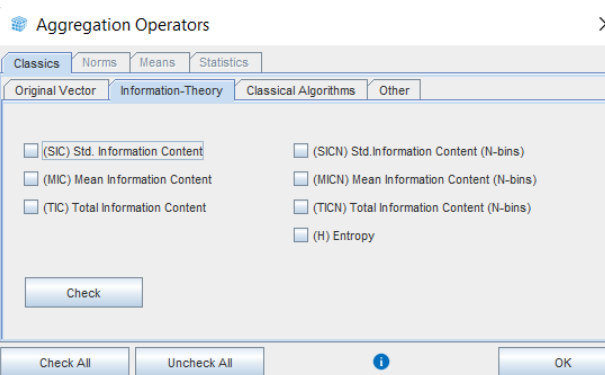 Aggregation Operators
Classics Norms Means Statistics
Original Vector Information-Theory Classical Algorithms Other
(SIC) Std. Information Content (SICN) Std.Information Content (N-bins)
(MIC) Mean Information Content (MICN) Mean Information Content (N-bins)
(TIC) Total Information Content (TICN) Total Information Content (N-bins)
(H) Entropy
Check
Check All Uncheck All OK